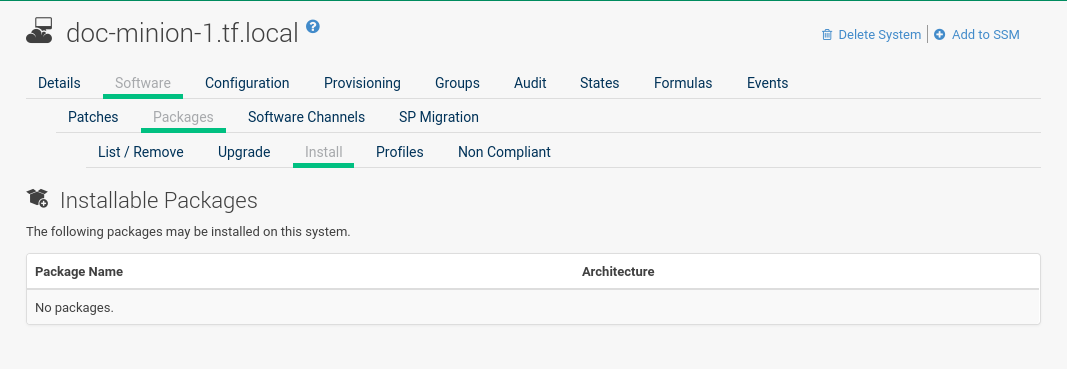 doc-minion-1.tf.local ?
Delete System | Add to SSM
Details Software Configuration Provisioning Groups Audit States Formulas Events
Patches Packages Software Channels SP Migration
List / Remove Upgrade Install Profiles Non Compliant
Installable Packages
The following packages may be installed on this system.
Package Name Architecture
No packages.